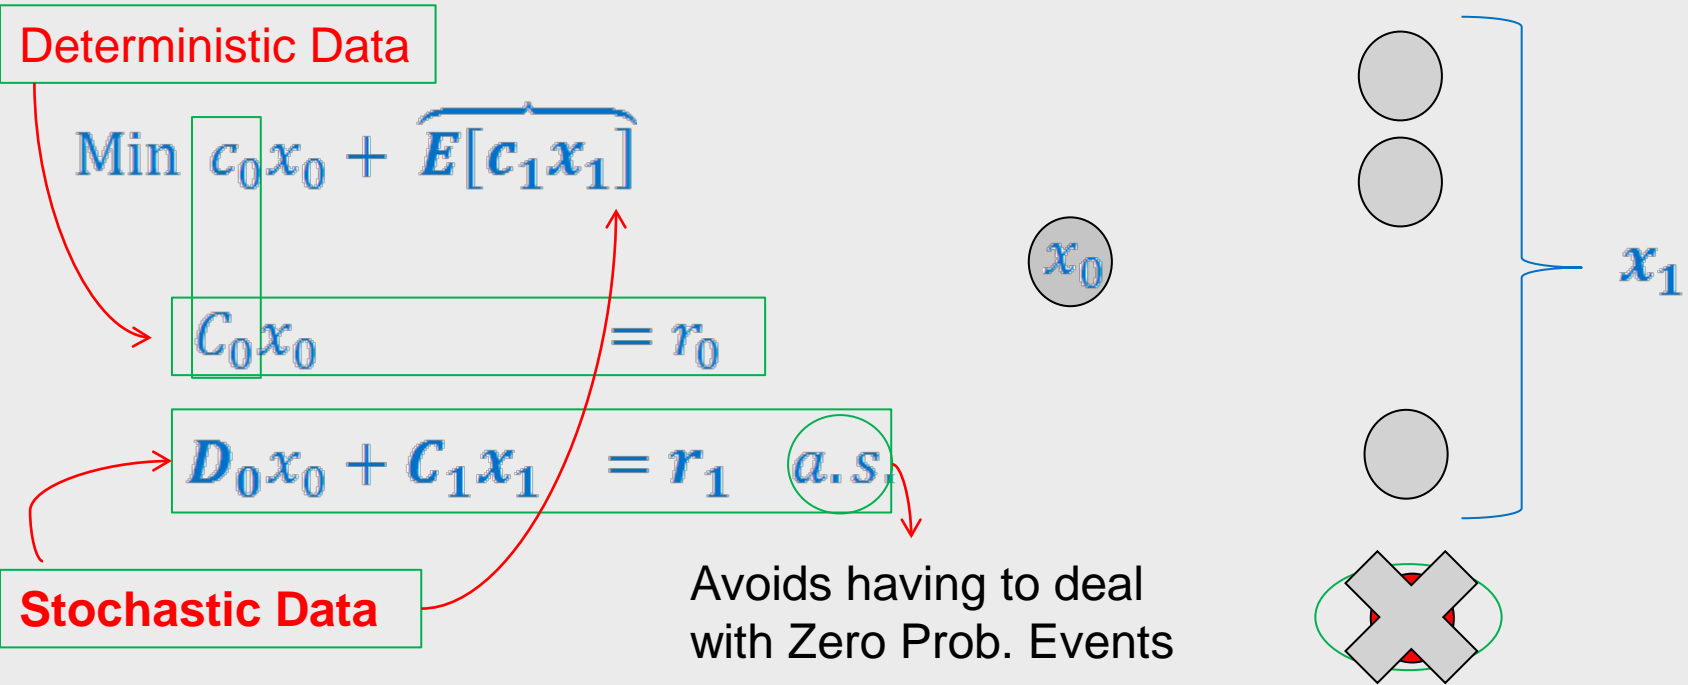 Deterministic Data
Min c₀x₀ + E[c₁x₁]
x₀
x₁
C₀x₀ = r₀
D₀x₀ + C₁x₁ = r₁ a.s.
Avoids having to deal
with Zero Prob. Events
Stochastic Data